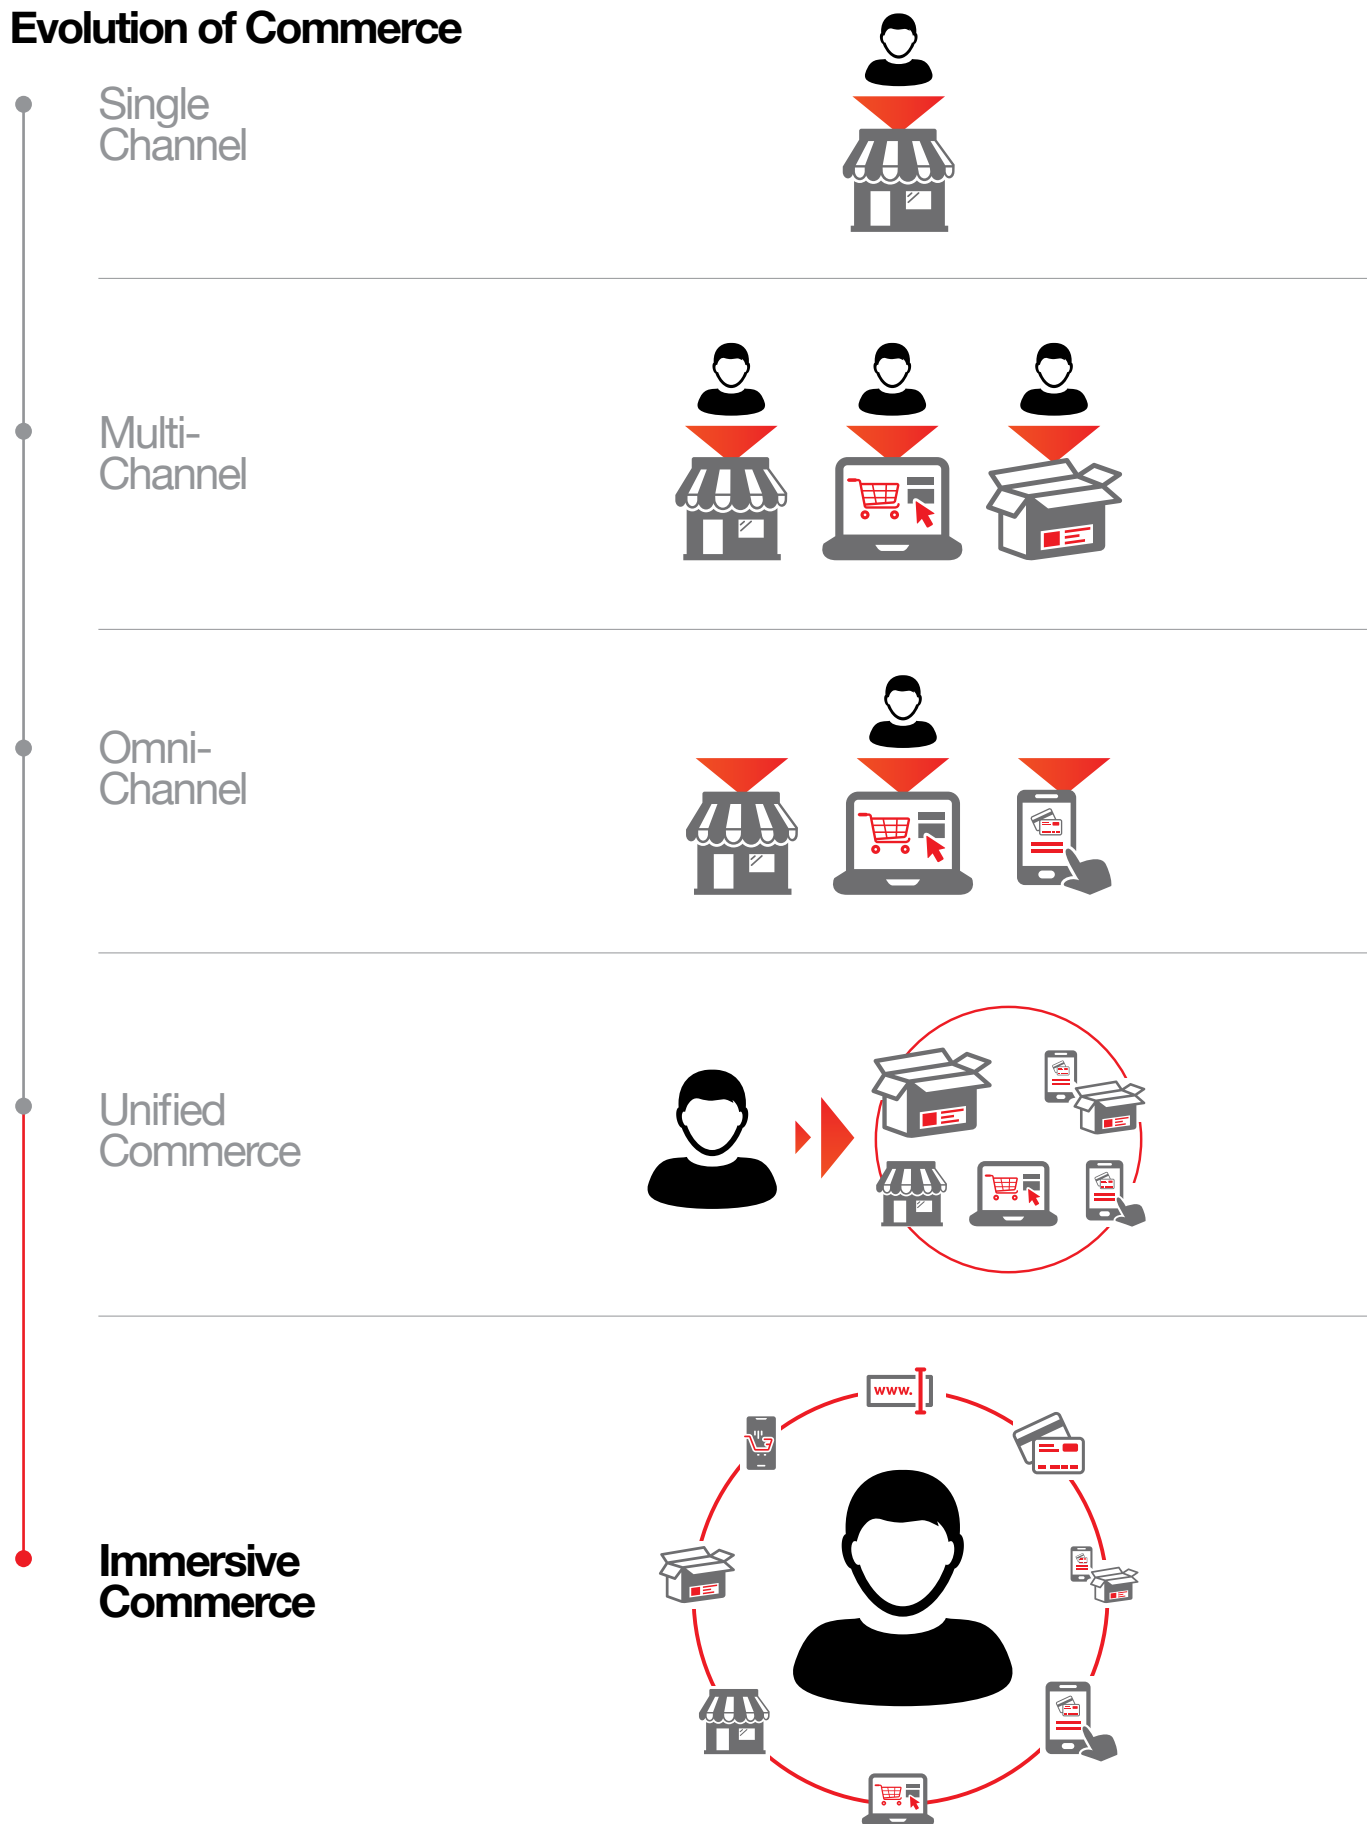 Evolution of Commerce
Single
Channel
Multi-
Channel
Omni-
Channel
Unified
Commerce
www.
Immersive
Commerce